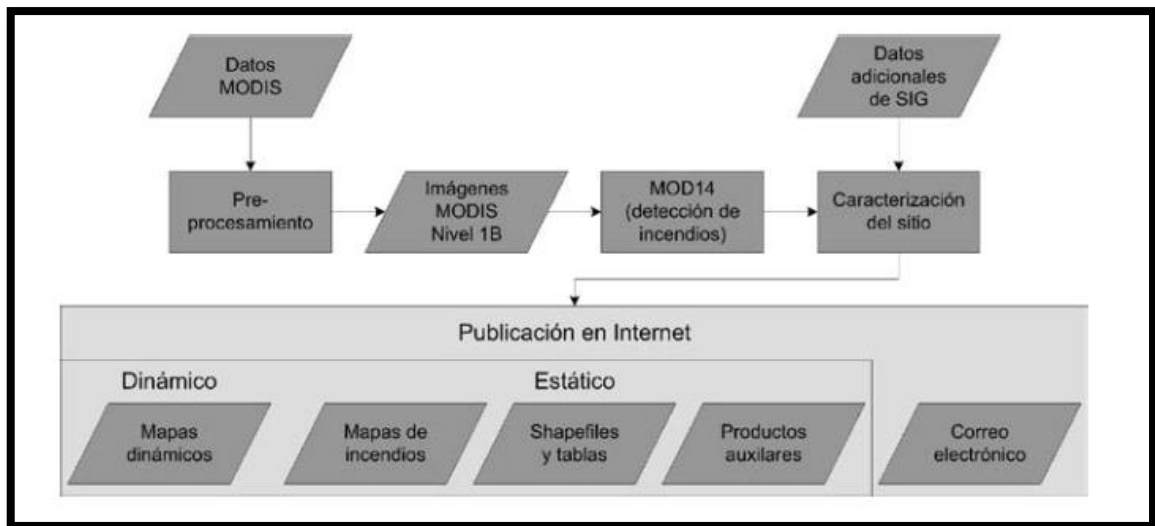 Datos
MODIS
Datos
adicionales
de SIG
Pre-
procesamiento
Imágenes
MODIS
Nivel 1B
MOD14
(detección de
incendios)
Caracterización
del sitio
Publicación en Internet
Dinámico
Estático
Mapas
dinámicos
Mapas de
incendios
Shapefiles
y tablas
Productos
auxilares
Correo
electrónico